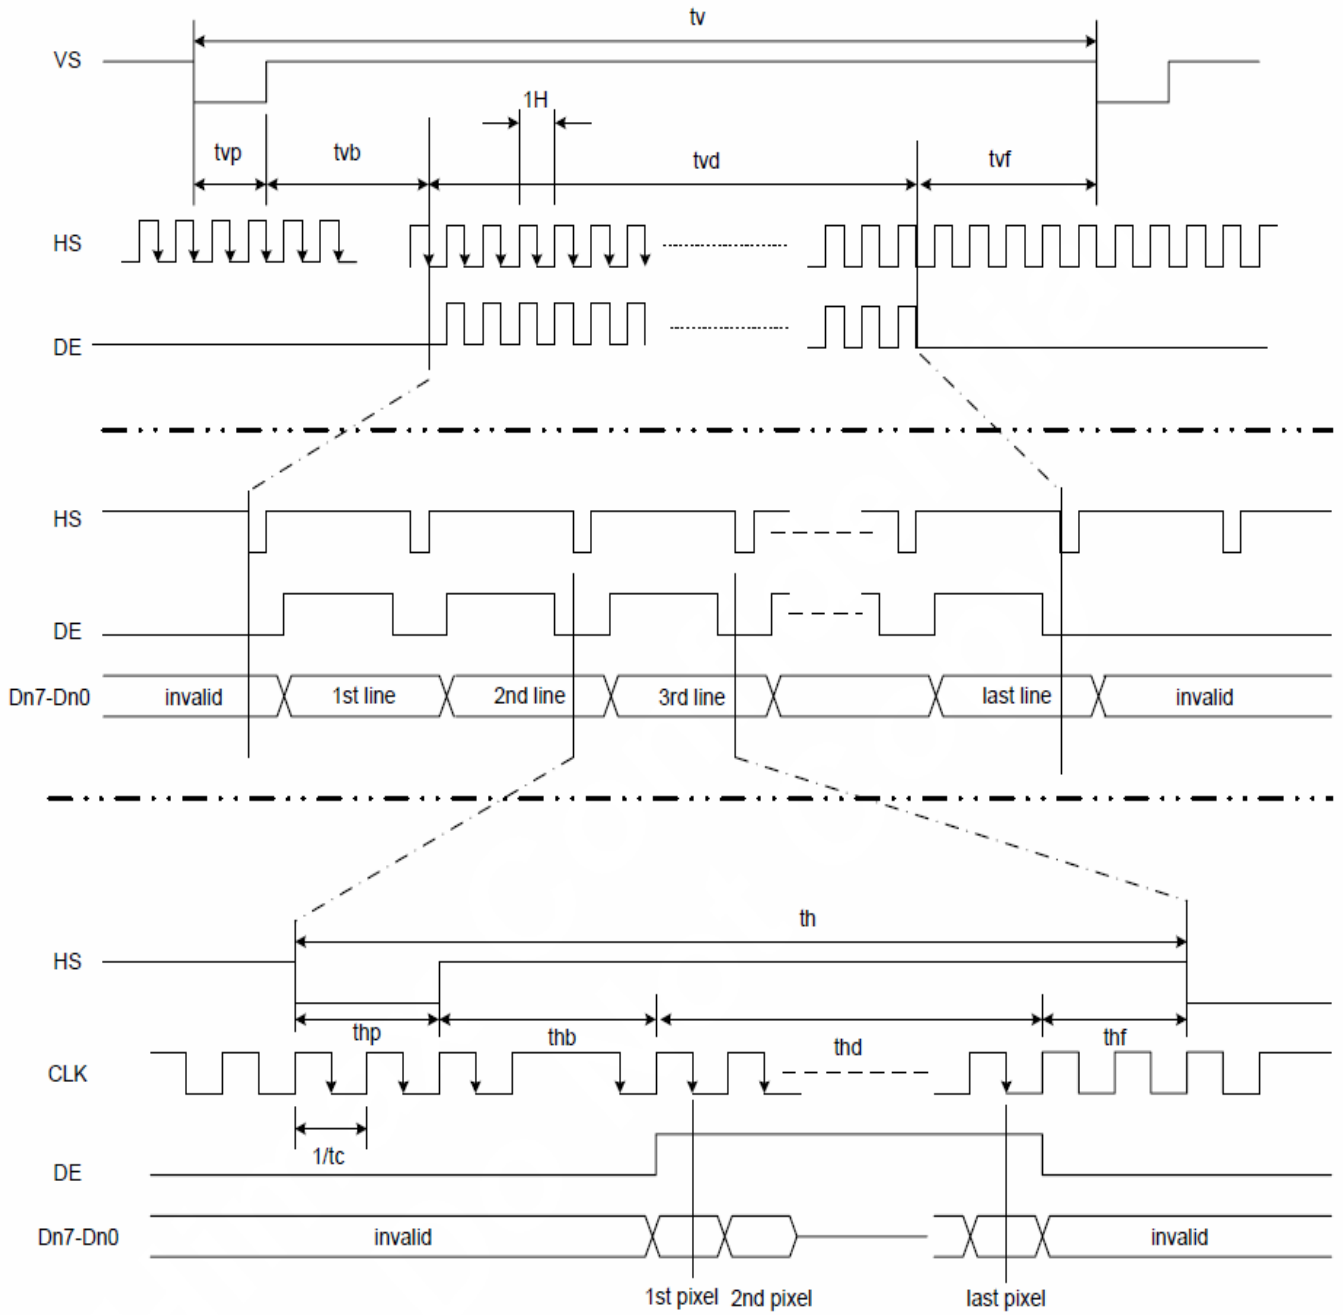 tv
VS
1H
tvp
tvb
tvd
tvf
HS
DE
HS
DE
Dn7-Dn0 invalid 1st line 2nd line 3rd line last line invalid
th
HS
thp thb thd thf
CLK
1/tc
DE
Dn7-Dn0 invalid invalid
1st pixel 2nd pixel last pixel